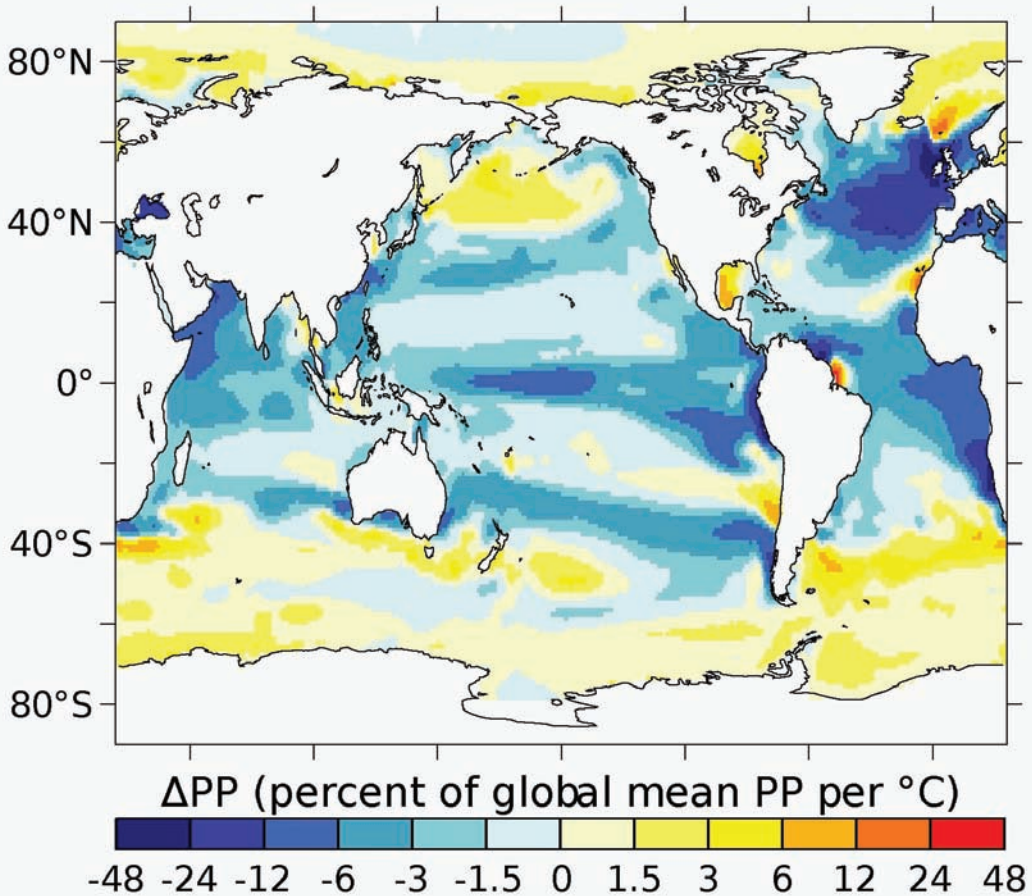 80°N
40°N
0°
40°S
80°S
ΔPP (percent of global mean PP per °C)
-48 -24 -12 -6 -3 -1.5 0 1.5 3 6 12 24 48